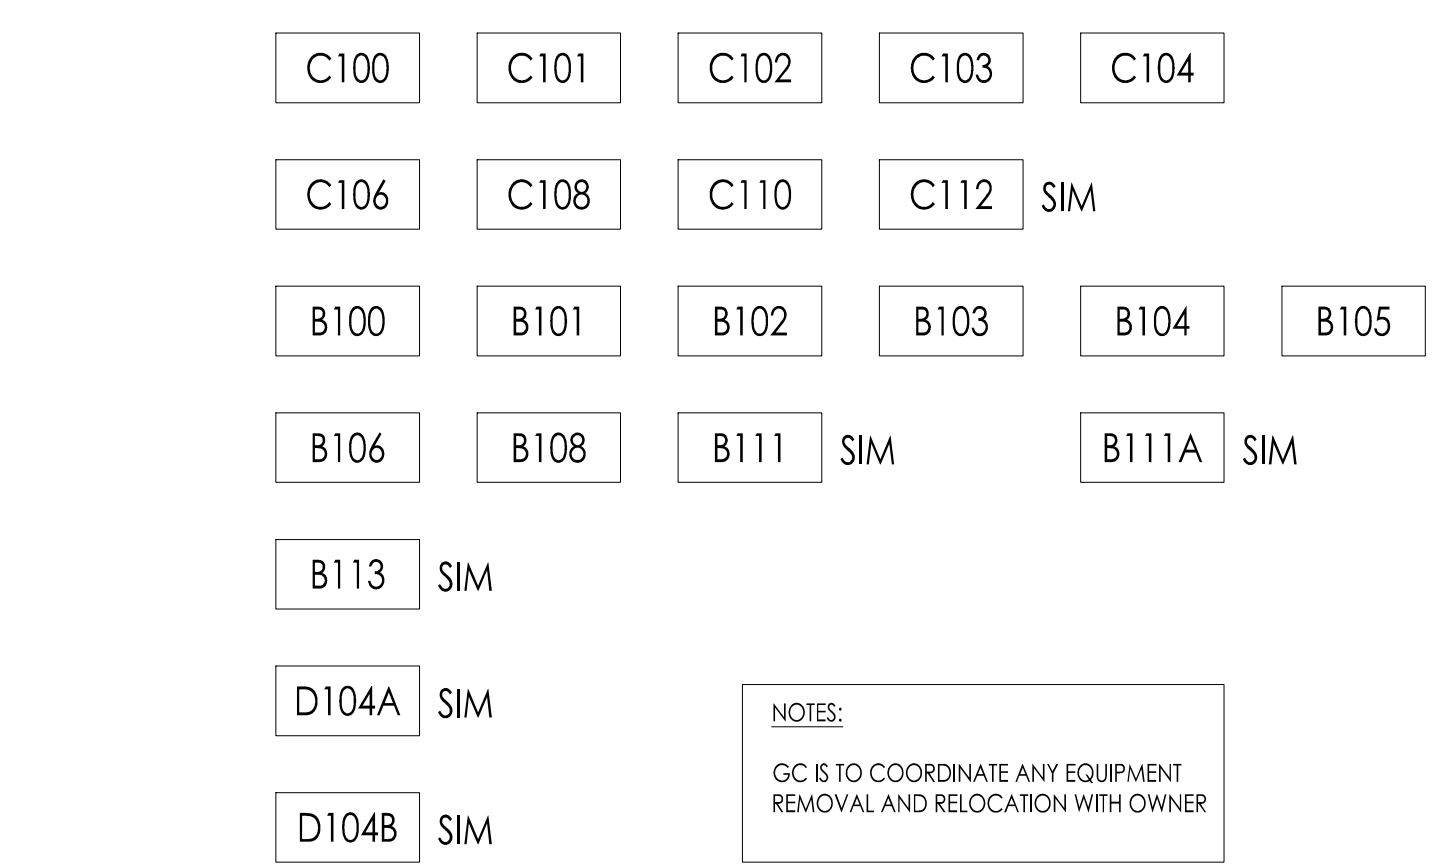 C100 C101 C102 C103 C104
C106 C108 C110 C112 SIM
B100 B101 B102 B103 B104 B105
B106 B108 B111 SIM B111A SIM
B113 SIM
D104A SIM
D104B SIM
NOTES:
GC IS TO COORDINATE ANY EQUIPMENT
REMOVAL AND RELOCATION WITH OWNER